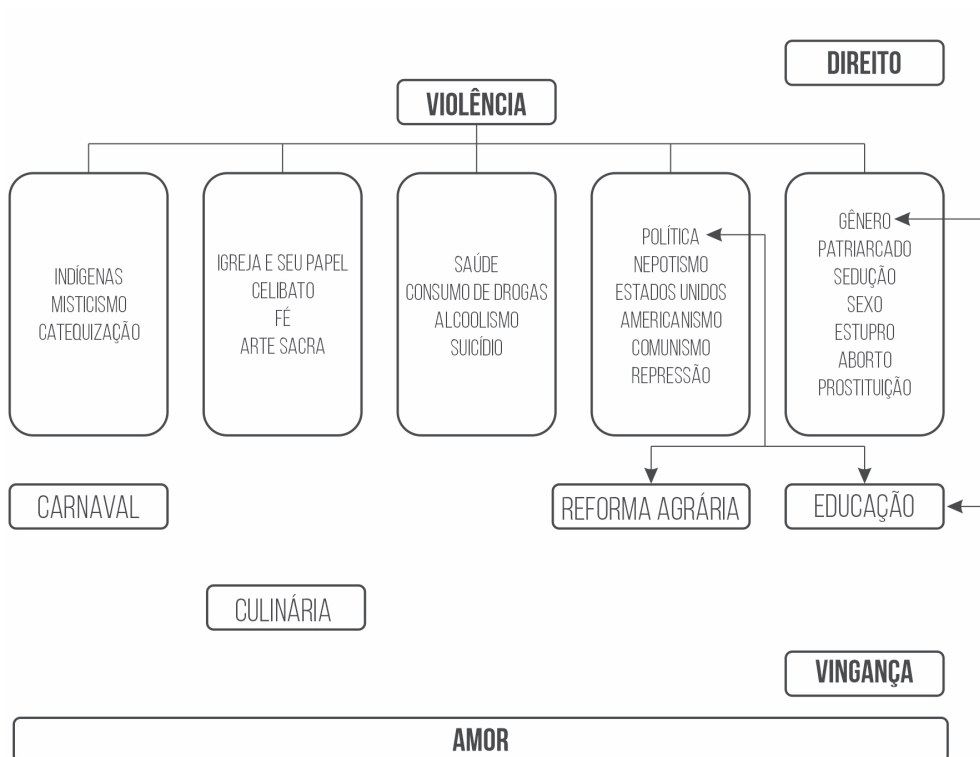 DIREITO
VIOLÊNCIA
INDÍGENAS
MISTICISMO
CATEQUIZAÇÃO
IGREJA E SEU PAPEL
CELIBATO
FÉ
ARTE SACRA
SAÚDE
CONSUMO DE DROGAS
ALCOOLISMO
SUICÍDIO
POLÍTICA
NEPOTISMO
ESTADOS UNIDOS
AMERICANISMO
COMUNISMO
REPRESSÃO
GÊNERO
PATRIARCADO
SEDUÇÃO
SEXO
ESTUPRO
ABORTO
PROSTITUIÇÃO
CARNAVAL
REFORMA AGRÁRIA
EDUCAÇÃO
CULINÁRIA
VINGANÇA
AMOR